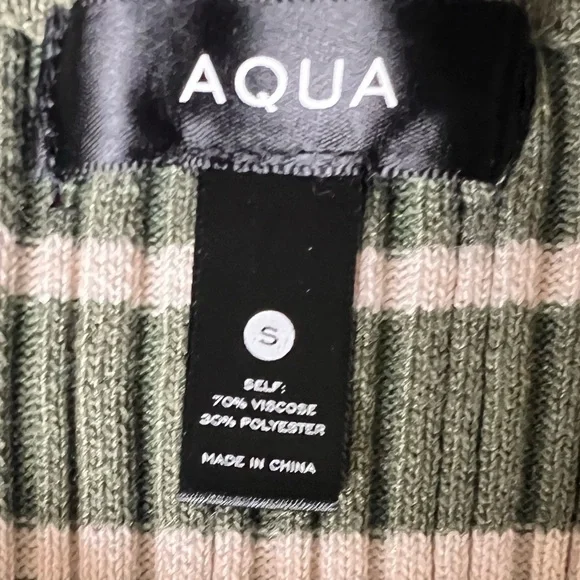 AQUA
S
SELF:
70% VISCOSE
30% POLYESTER
MADE IN CHINA